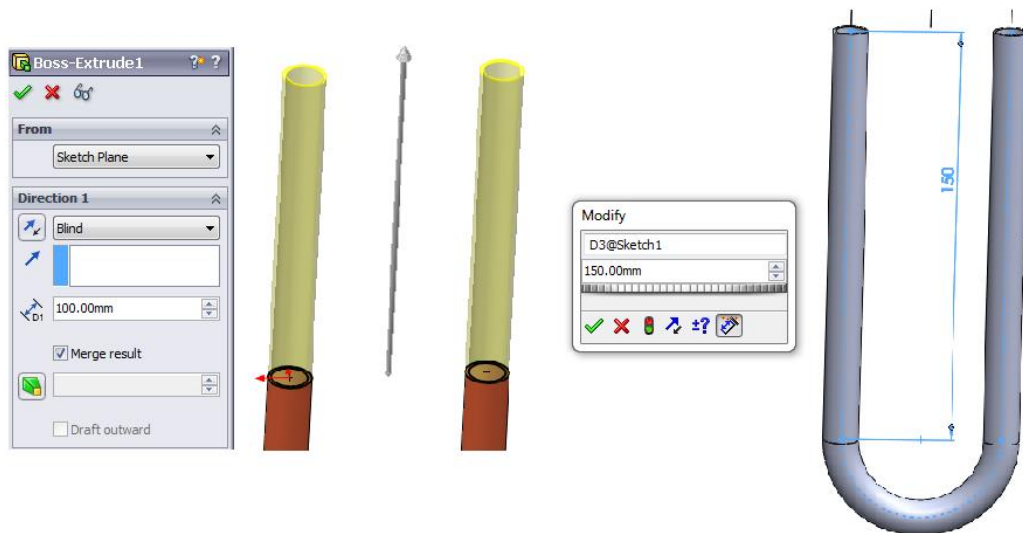 Boss-Extrude1
? ?
From
Sketch Plane
Direction 1
Blind
D1
100.00mm
Merge result
Draft outward
Modify
D3@Sketch1
150.00mm
±?
150